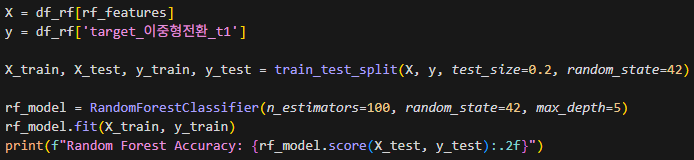 X = df_rf[rf_features]
y = df_rf['target_이중형전환_t1']
X_train, X_test, y_train, y_test = train_test_split(X, y, test_size=0.2, random_state=42)
rf_model = RandomForestClassifier(n_estimators=100, random_state=42, max_depth=5)
rf_model.fit(X_train, y_train)
print(f"Random Forest Accuracy: {rf_model.score(X_test, y_test):.2f}")